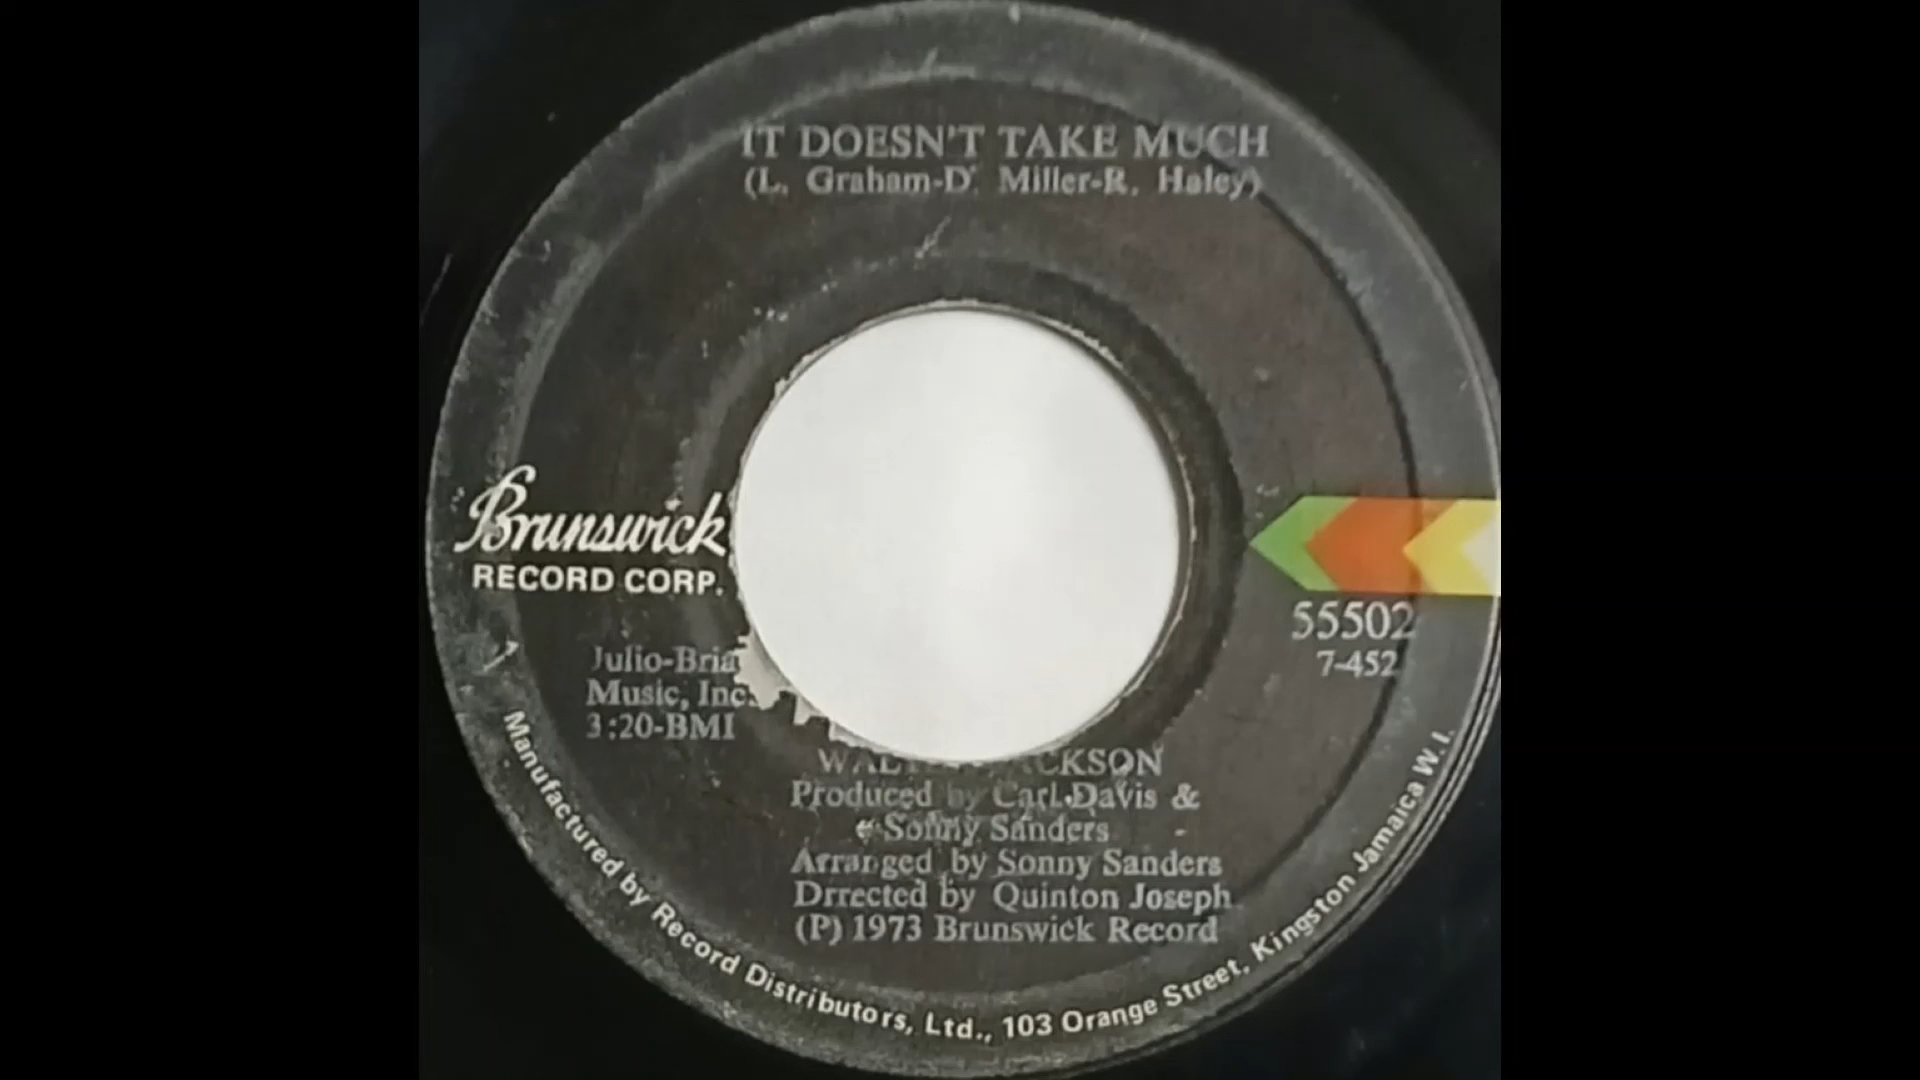 IT DOESN'T TAKE MUCH
(L. Graham-D. Miller-R. Haley)
Brunswick
RECORD CORP.
55502
7-452
Julio-Bria
Music, Inc.
3:20-BMI
Produced by Carl Davis &
Sonny Sanders
Arranged by Sonny Sanders
Drrected by Quinton Joseph
(P) 1973 Brunswick Record
Manufactured by Record Distributors, Ltd., 103 Orange Street, Kingston Jamaica W.I.